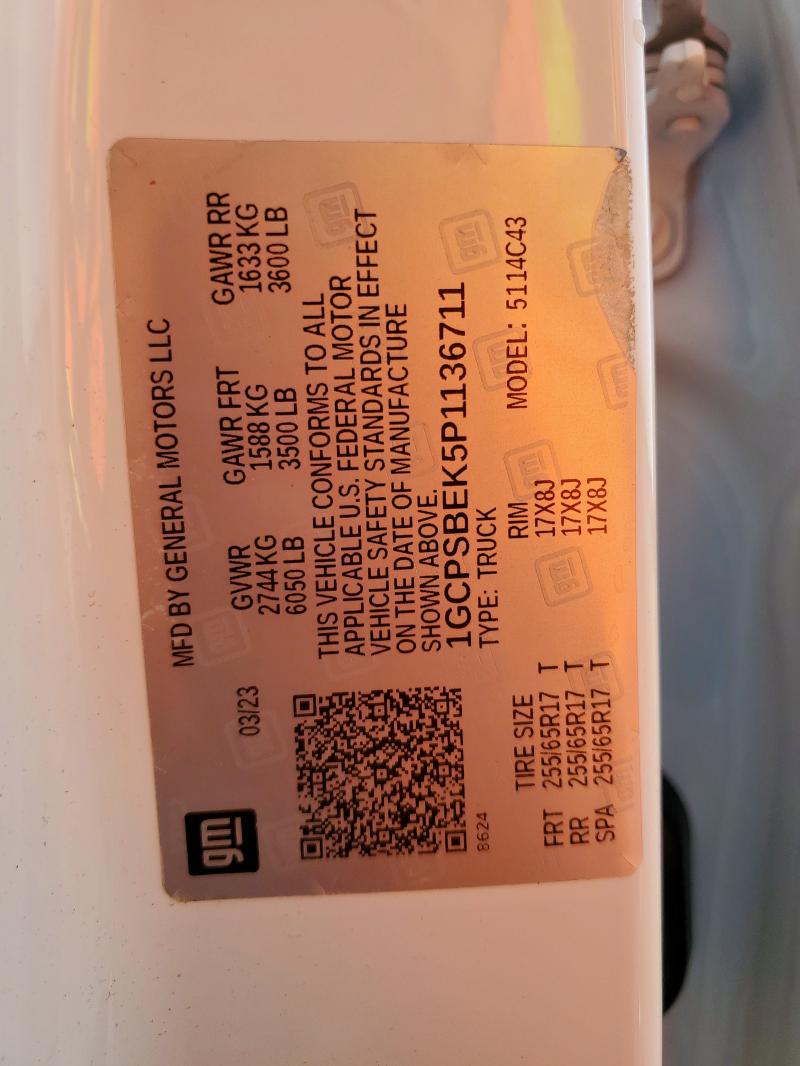 gm
03/23
MFD BY GENERAL MOTORS LLC
GVWR GAWR FRT GAWR RR
2744 KG 1588 KG 1633 KG
6050 LB 3500 LB 3600 LB
THIS VEHICLE CONFORMS TO ALL
APPLICABLE U.S. FEDERAL MOTOR
VEHICLE SAFETY STANDARDS IN EFFECT
ON THE DATE OF MANUFACTURE
SHOWN ABOVE.
1GCPSBEK5P1136711
TYPE: TRUCK
8624
MODEL: 5114C43
TIRE SIZE RIM
FRT 255/65R17 T 17X8J
RR 255/65R17 T 17X8J
SPA 255/65R17 T 17X8J